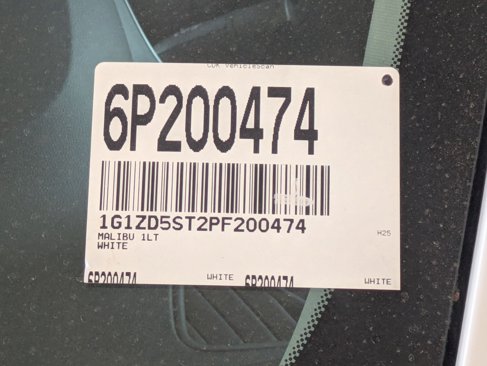 CDK VehicleScan
6P200474
1G1ZD5ST2PF200474
MALIBU 1LT
WHITE
H25
6P200474 WHITE 6P200474 WHITE